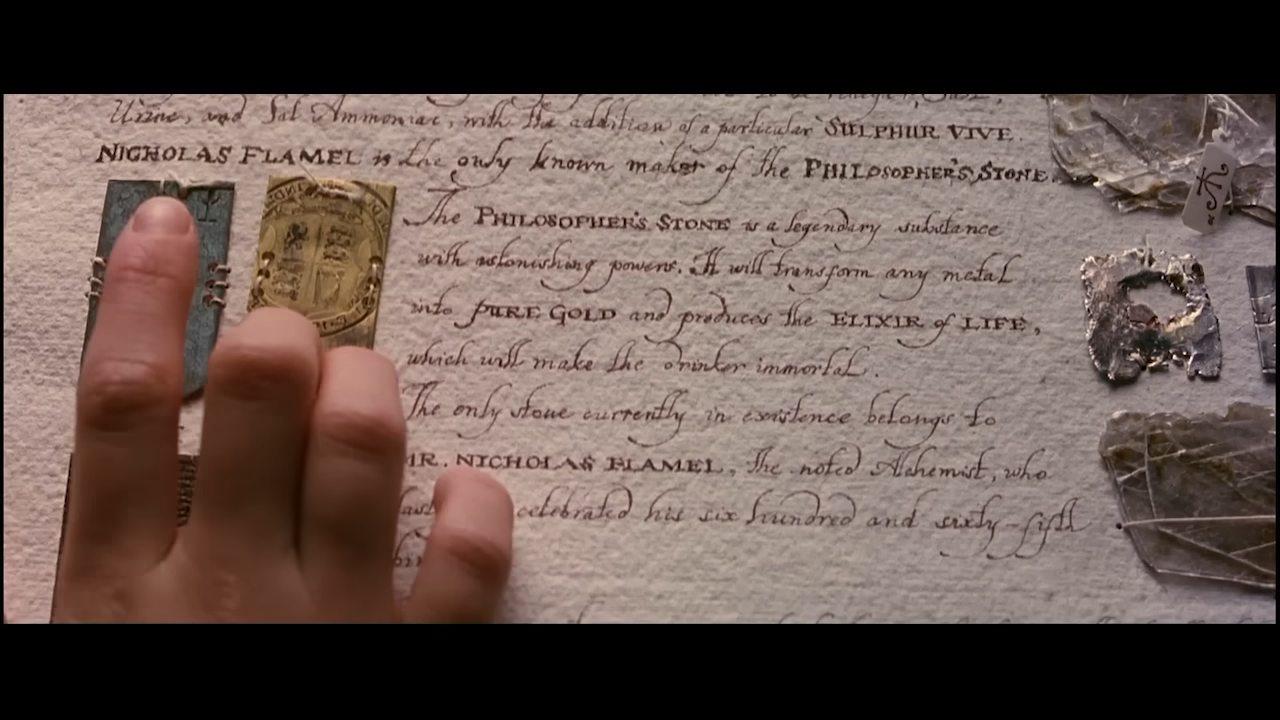 Urine, and Sal Ammoniac, with the addition of a particular SULPHUR VIVE.
NICHOLAS FLAMEL is the only known maker of the PHILOSOPHER'S STONE.
The PHILOSOPHER'S STONE is a legendary substance
with astonishing powers. It will transform any metal
into PURE GOLD and produces the ELIXIR of LIFE,
which will make the drinker immortal.
The only stone currently in existence belongs to
MR. NICHOLAS FLAMEL, the noted Alchemist, who
celebrated his six hundred and sixty-fifth